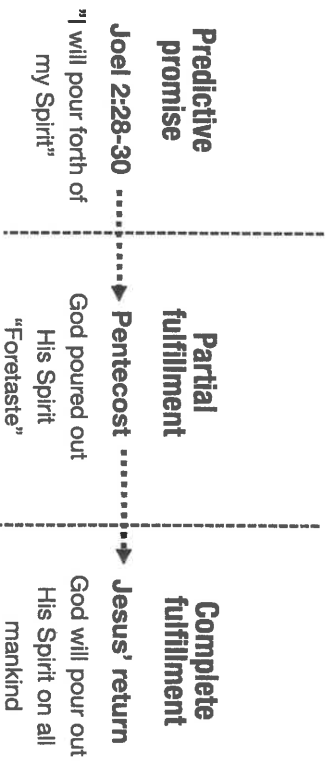 Predictive
promise
Joel 2:28-30
"I will pour forth of
my Spirit"
Partial
fulfillment
Pentecost
God poured out
His Spirit
“Foretaste”
Complete
fulfillment
Jesus’ return
God will pour out
His Spirit on all
mankind